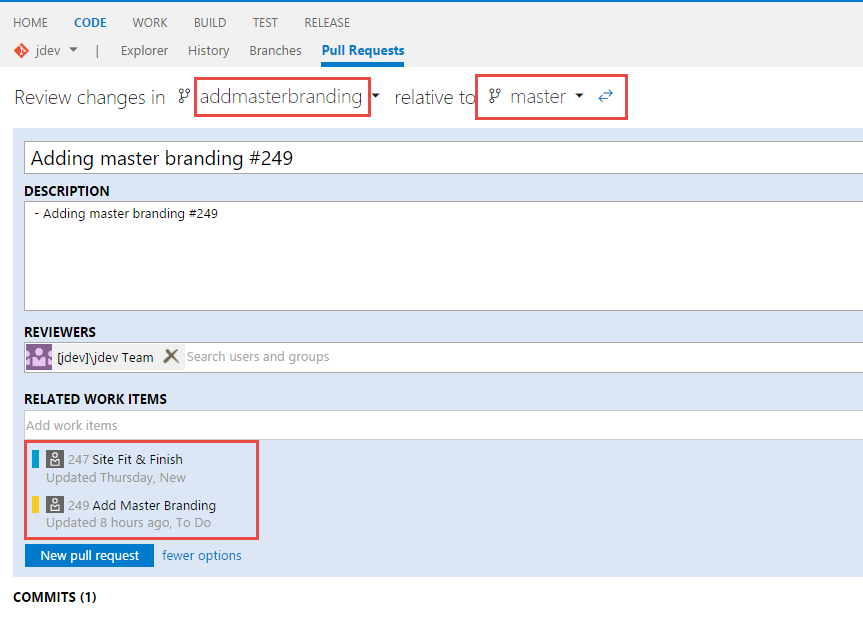 HOME CODE WORK BUILD TEST RELEASE
jdev | Explorer History Branches Pull Requests
Review changes in addmasterbranding relative to master
Adding master branding #249
DESCRIPTION
- Adding master branding #249
REVIEWERS
[jdev]\jdev Team Search users and groups
RELATED WORK ITEMS
Add work items
247 Site Fit & Finish
Updated Thursday, New
249 Add Master Branding
Updated 8 hours ago, To Do
New pull request fewer options
COMMITS (1)